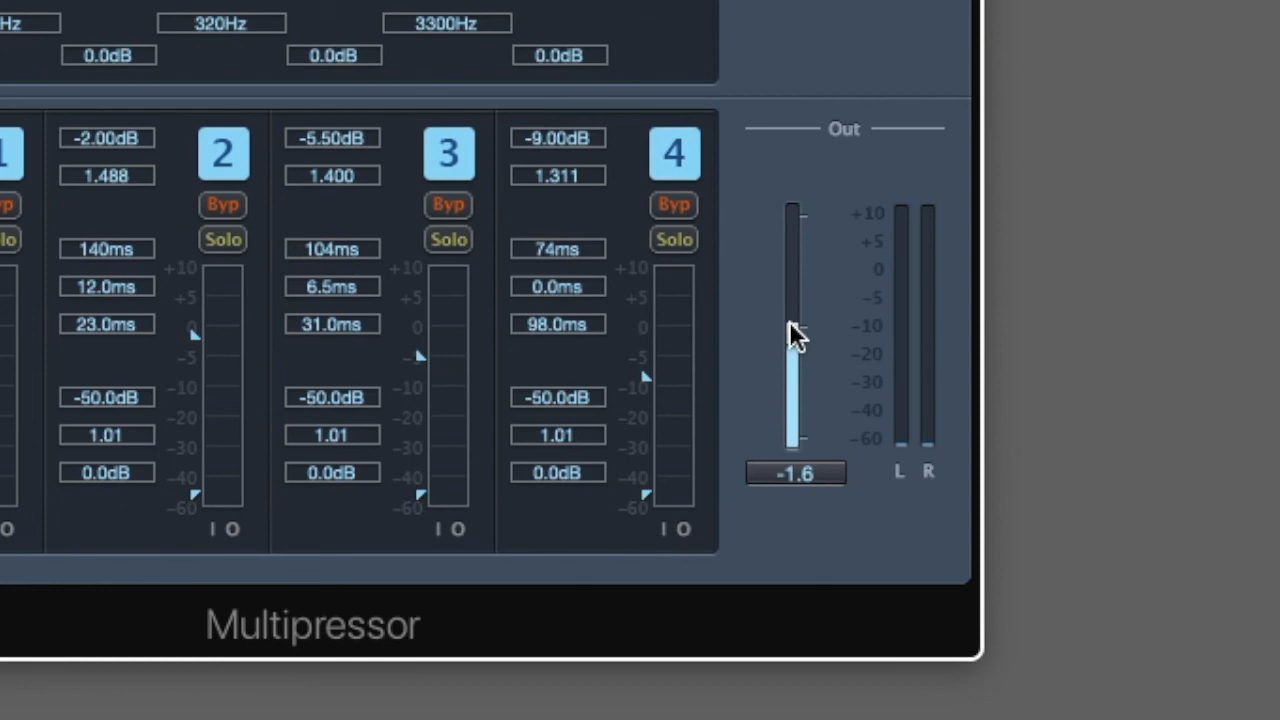 Hz 320Hz 3300Hz
0.0dB 0.0dB 0.0dB
Out
1 -2.00dB 2 -5.50dB 3 -9.00dB 4
1.488 1.400 1.311
Byp Byp Byp
Solo Solo Solo
140ms 104ms 74ms
12.0ms 6.5ms 0.0ms
23.0ms 31.0ms 98.0ms
-50.0dB -50.0dB -50.0dB
1.01 1.01 1.01
0.0dB 0.0dB 0.0dB
+10 +10 +10
+5 +5 +5
0 0 0
-5 -5 -5
-10 -10 -10
-20 -20 -20
-30 -30 -30
-40 -40 -40
-60 -60 -60
O I O I O I O
+10
+5
0
-5
-10
-20
-30
-40
-60
L R
-1.6
Multipressor